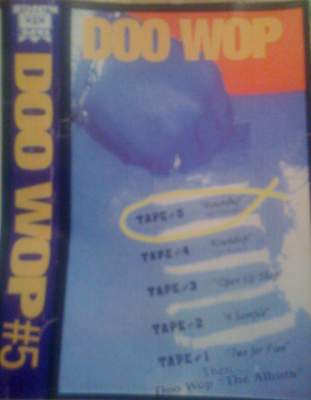 DOO WOP
DOO WOP #5
TAPE#5
TAPE#4
TAPE#3 "Open Up Shop"
TAPE#2 "A Sample"
TAPE#1 "Two for Five"
Then
Doo Wop "The Album"